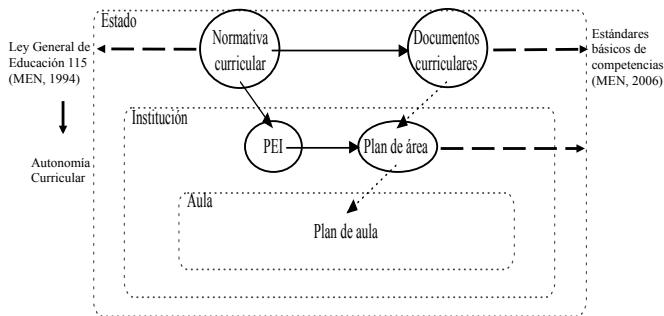 Estado
Ley General de
Educación 115
(MEN, 1994)
Normativa
curricular
Documentos
curriculares
Estándares
básicos de
competencias
(MEN, 2006)
Institución
Autonomía
Curricular
PEI
Plan de área
Aula
Plan de aula